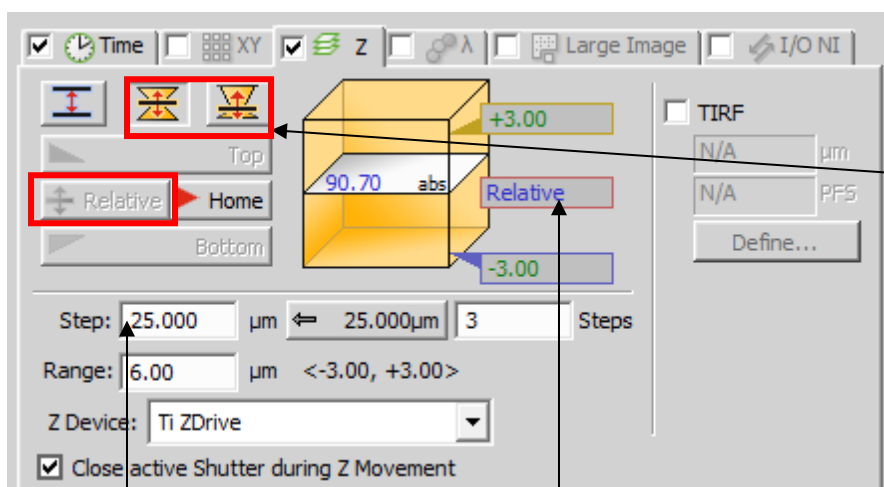 Time XY Z λ Large Image I/O NI
+3.00 TIRF
Top N/A µm
Relative Home 90.70 abs Relative N/A PFS
Bottom -3.00 Define...
Step: 25.000 µm 25.000µm 3 Steps
Range: 6.00 µm <-3.00, +3.00>
Z Device: Ti ZDrive
Close active Shutter during Z Movement